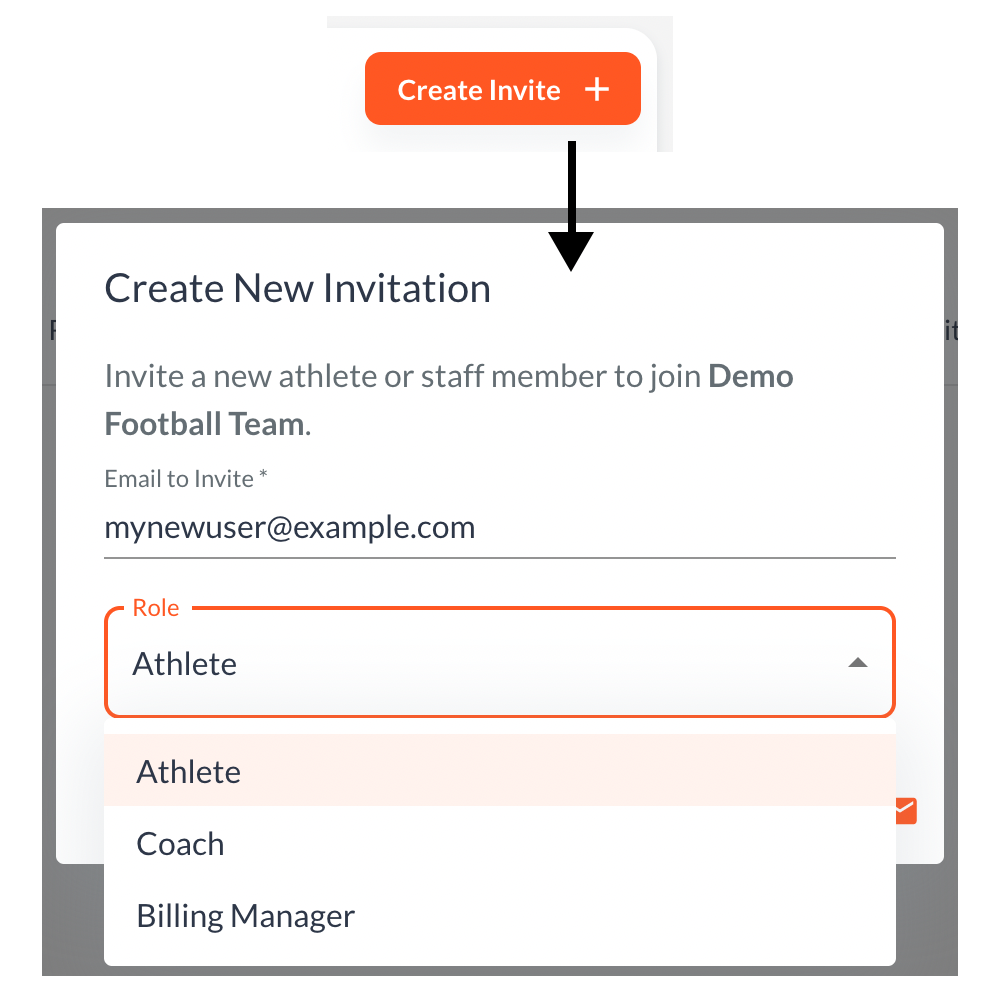 Create Invite +
Create New Invitation
Invite a new athlete or staff member to join Demo
Football Team.
Email to Invite *
mynewuser@example.com
Role
Athlete
Athlete
Coach
Billing Manager